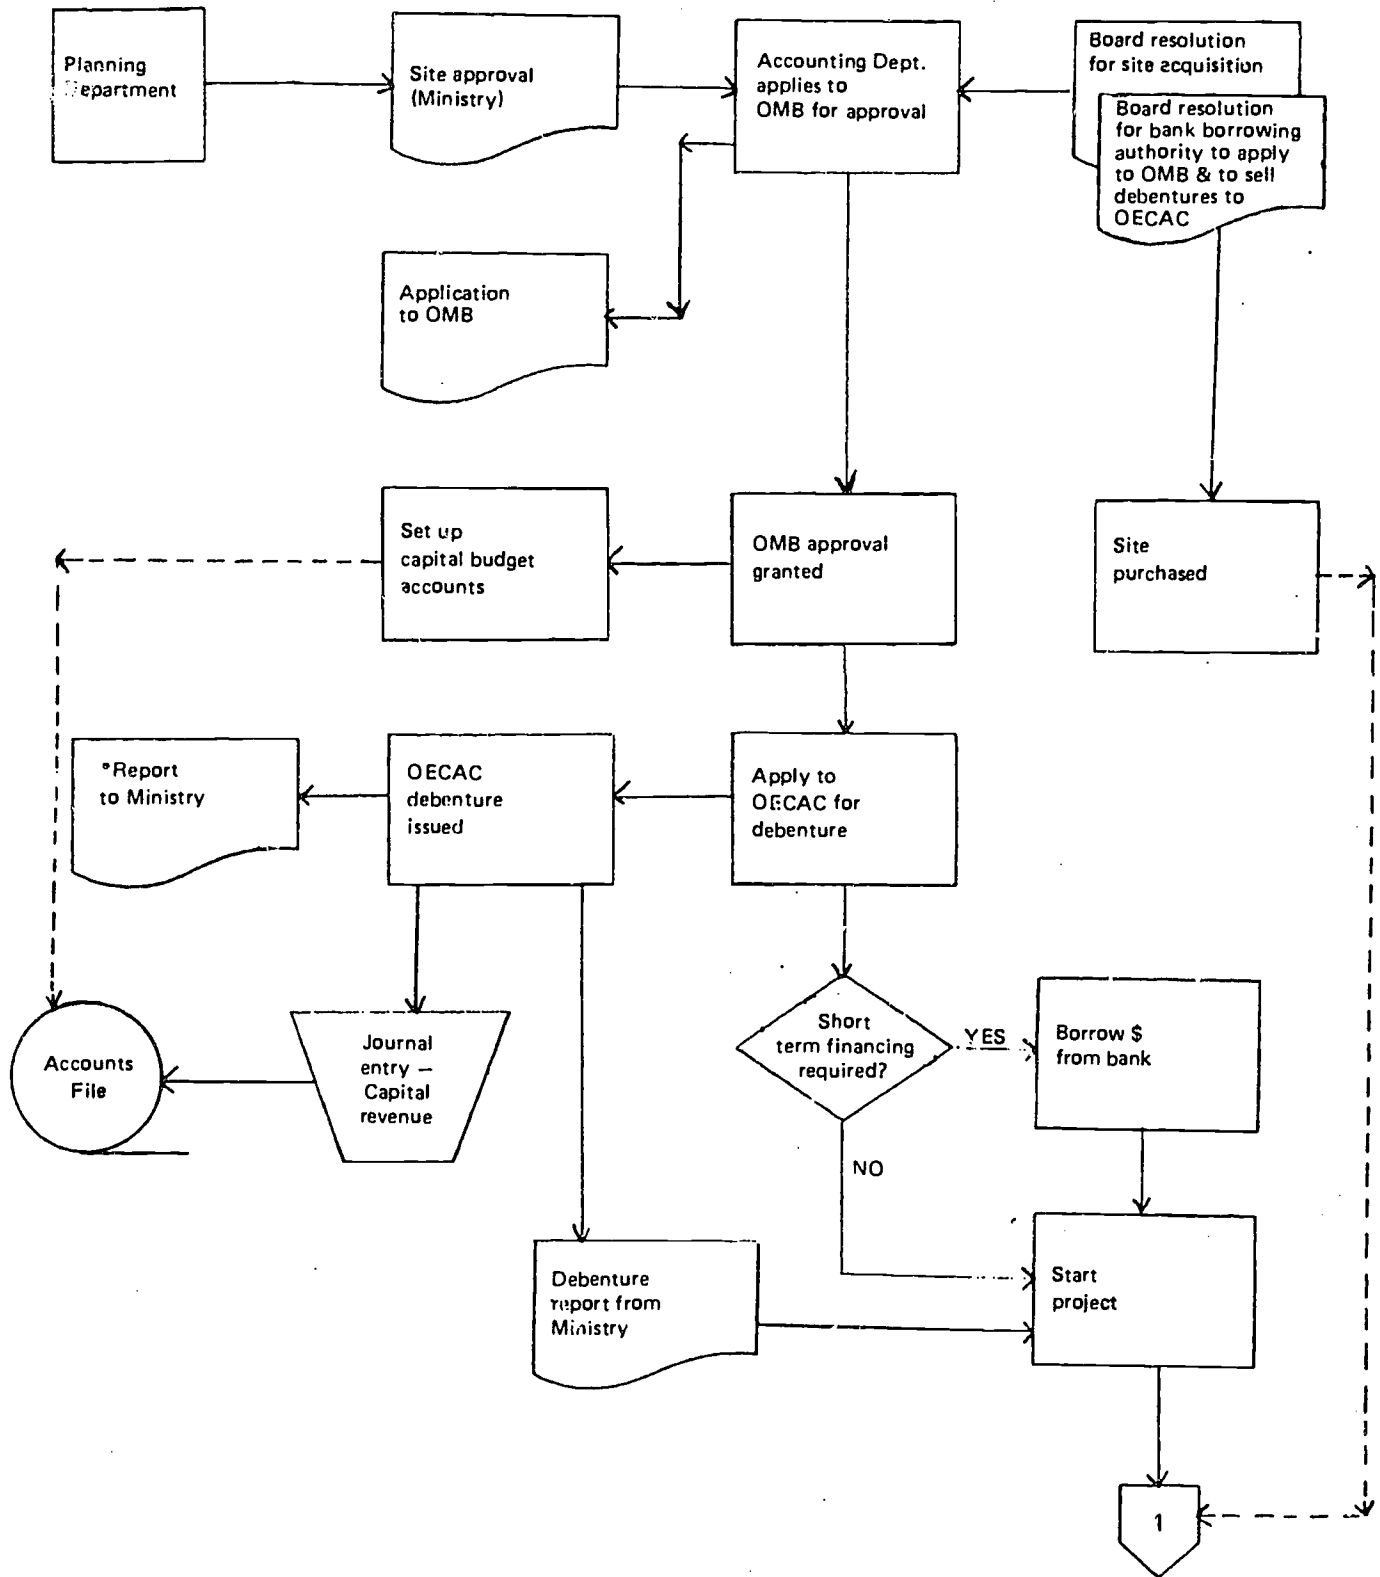 Planning
Department
Site approval
(Ministry)
Accounting Dept.
applies to
OMB for approval
Board resolution
for site acquisition
Board resolution
for bank borrowing
authority to apply
to OMB & to sell
debentures to
OECAC
Application
to OMB
Set up
capital budget
accounts
OMB approval
granted
Site
purchased
*Report
to Ministry
OECAC
debenture
issued
Apply to
OECAC for
debenture
Accounts
File
Journal
entry —
Capital
revenue
Short
term financing
required?
YES
Borrow $
from bank
NO
Debenture
report from
Ministry
Start
project
1